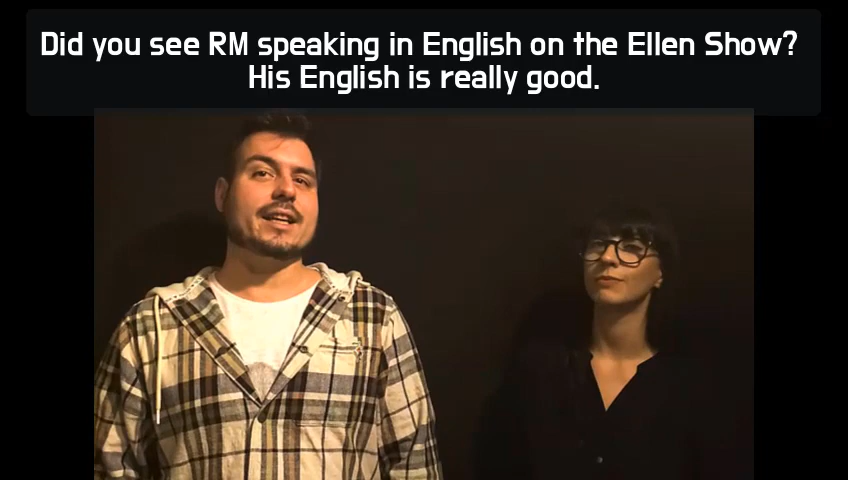 Did you see RM speaking in English on the Ellen Show?
His English is really good.